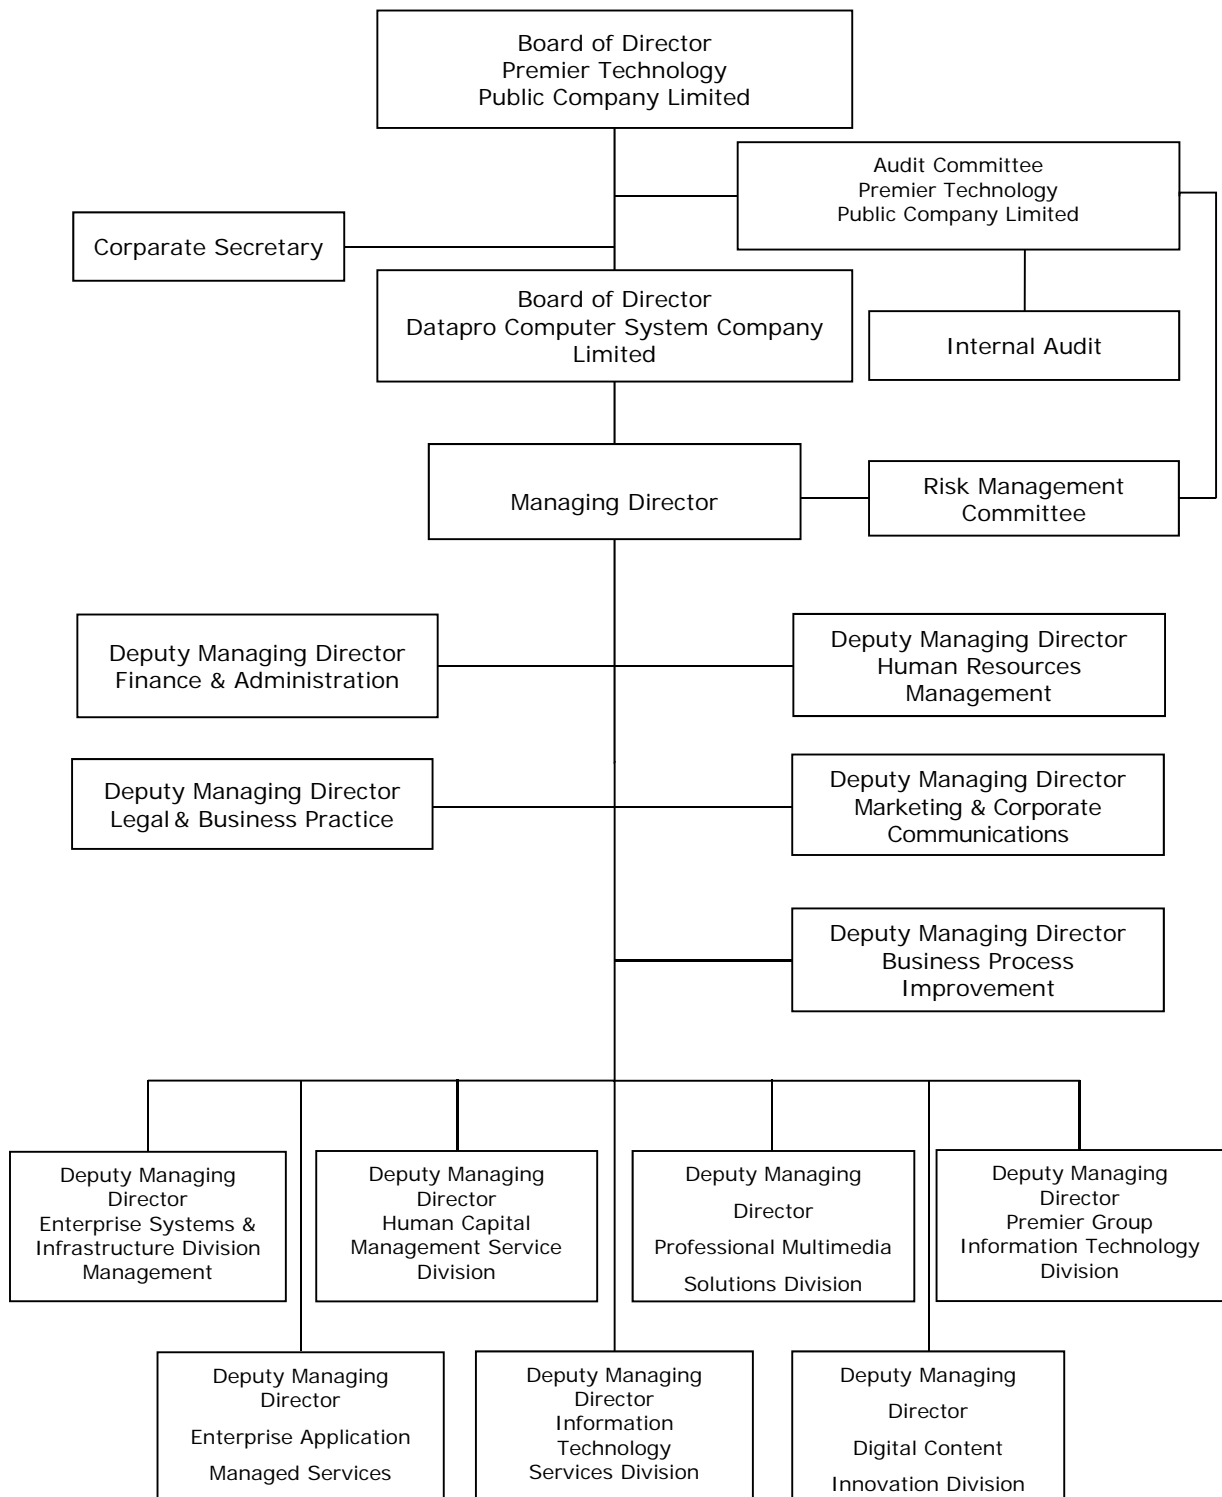 Board of Director
Premier Technology
Public Company Limited
Audit Committee
Premier Technology
Public Company Limited
Corparate Secretary
Board of Director
Datapro Computer System Company
Limited
Internal Audit
Managing Director
Risk Management
Committee
Deputy Managing Director
Finance & Administration
Deputy Managing Director
Human Resources
Management
Deputy Managing Director
Legal & Business Practice
Deputy Managing Director
Marketing & Corporate
Communications
Deputy Managing Director
Business Process
Improvement
Deputy Managing
Director
Enterprise Systems &
Infrastructure Division
Management
Deputy Managing
Director
Human Capital
Management Service
Division
Deputy Managing
Director
Professional Multimedia
Solutions Division
Deputy Managing
Director
Premier Group
Information Technology
Division
Deputy Managing
Director
Enterprise Application
Managed Services
Deputy Managing
Director
Information
Technology
Services Division
Deputy Managing
Director
Digital Content
Innovation Division